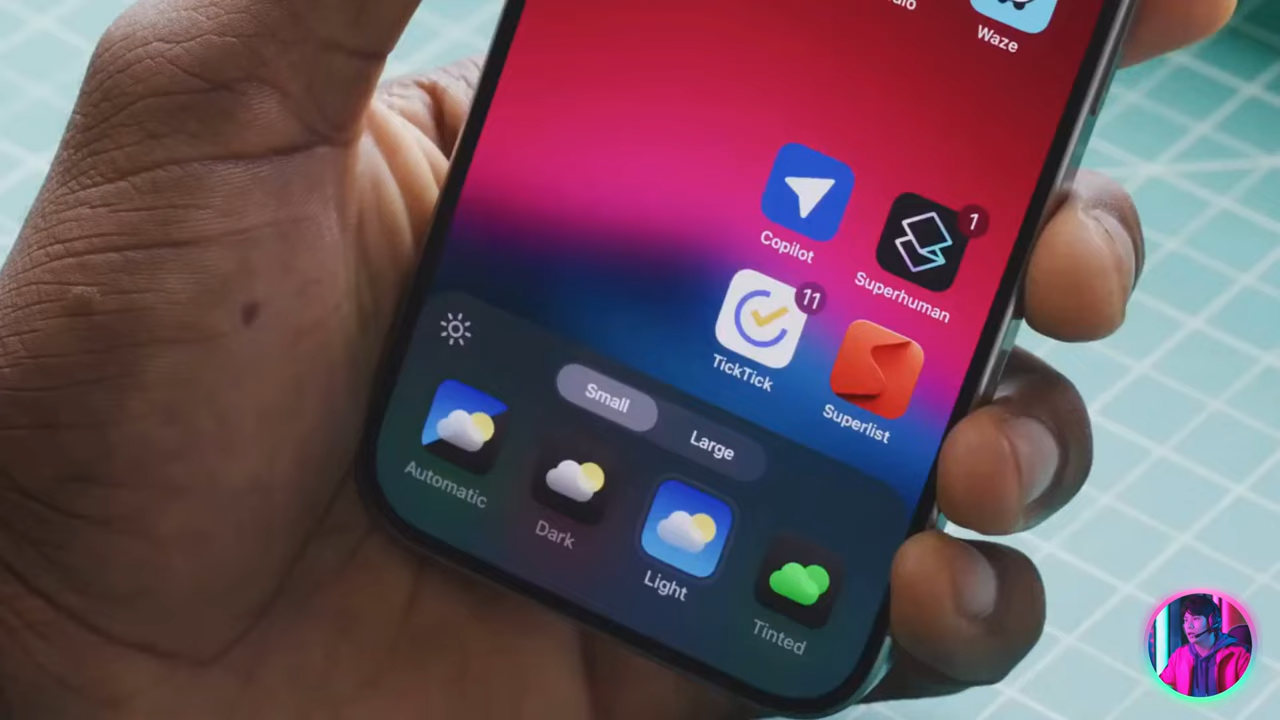 Waze
Copilot
1
Superhuman
11
TickTick
Superlist
Small
Large
Automatic
Dark
Light
Tinted